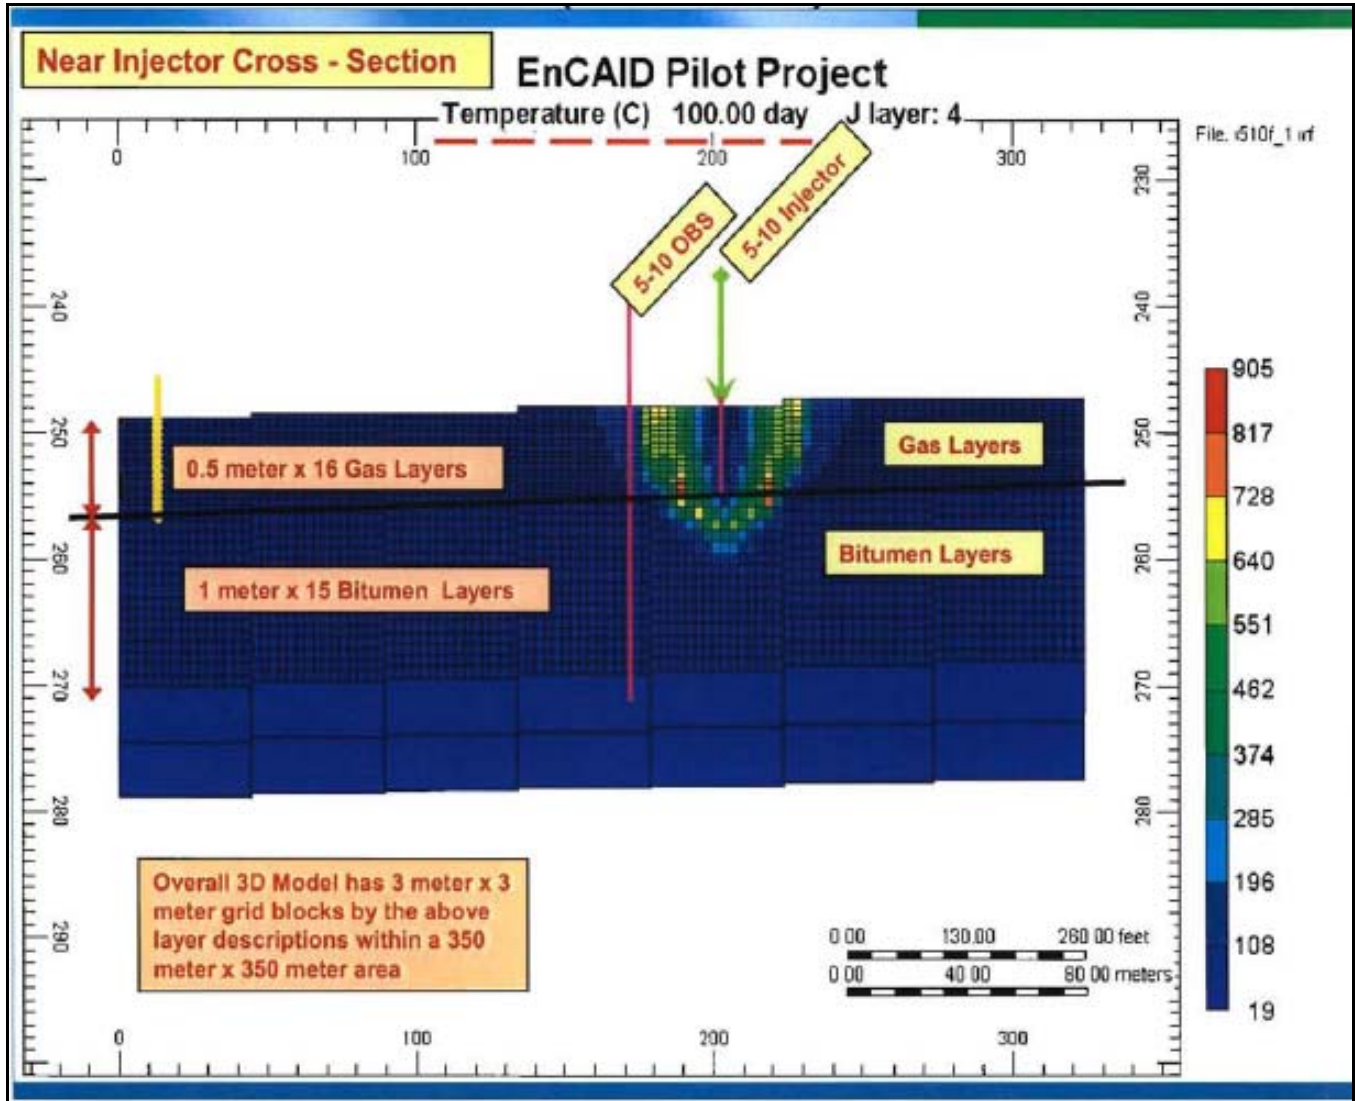 Near Injector Cross - Section
EnCAID Pilot Project
Temperature (C) 100.00 day J layer: 4
File.
0 100 200 300
230
240
250
260
270
280
240
250
260
270
280
290
5-10 OBS
5-10 Injector
0.5 meter x 16 Gas Layers
Gas Layers
1 meter x 15 Bitumen Layers
Bitumen Layers
Overall 3D Model has 3 meter x 3
meter grid blocks by the above
layer descriptions within a 350
meter x 350 meter area
0 00 130.00 260 00 feet
0 00 40 00 80 00 meters
0 100 200 300
905
817
728
640
551
462
374
285
196
108
19